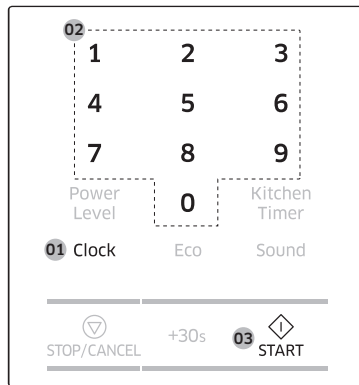 02
1 2 3
4 5 6
7 8 9
Power Level 0 Kitchen Timer
01 Clock Eco Sound
STOP/CANCEL +30s 03 START